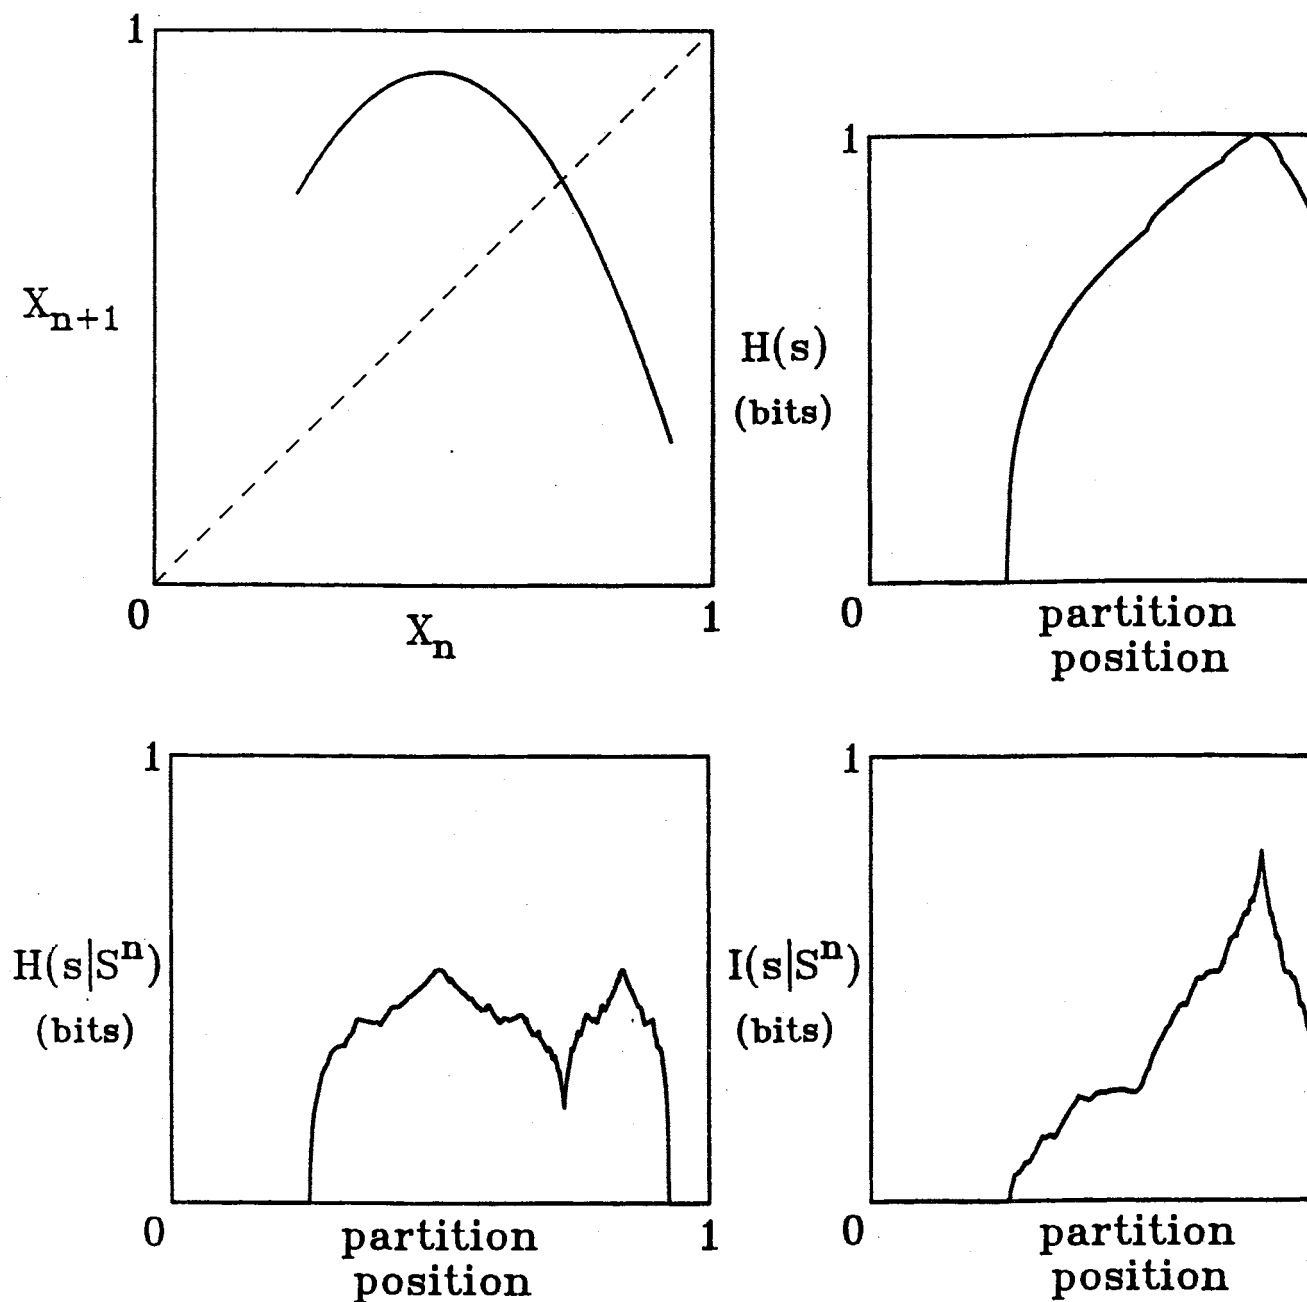 1
X_{n+1}
0
X_n
1
1
H(s)
(bits)
0
partition
position
1
H(s|S^n)
(bits)
0
partition
position
1
1
I(s|S^n)
(bits)
0
partition
position